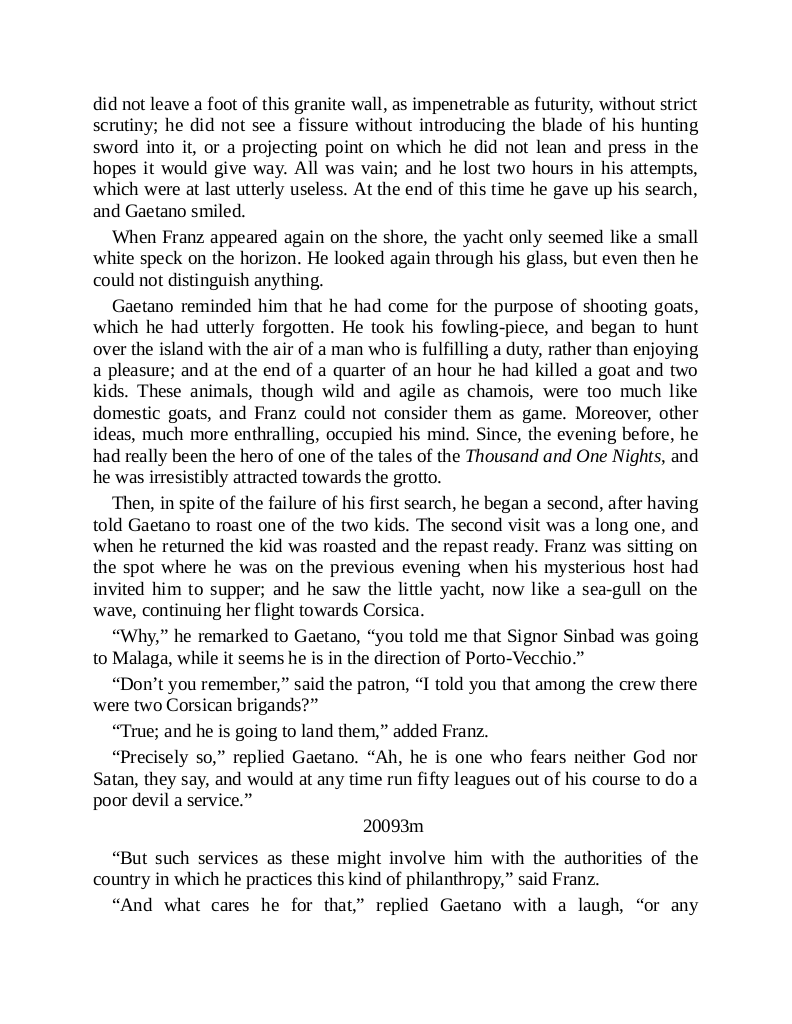 did not leave a foot of this granite wall, as impenetrable as futurity, without strict
scrutiny; he did not see a fissure without introducing the blade of his hunting
sword into it, or a projecting point on which he did not lean and press in the
hopes it would give way. All was vain; and he lost two hours in his attempts,
which were at last utterly useless. At the end of this time he gave up his search,
and Gaetano smiled.
When Franz appeared again on the shore, the yacht only seemed like a small
white speck on the horizon. He looked again through his glass, but even then he
could not distinguish anything.
Gaetano reminded him that he had come for the purpose of shooting goats,
which he had utterly forgotten. He took his fowling-piece, and began to hunt
over the island with the air of a man who is fulfilling a duty, rather than enjoying
a pleasure; and at the end of a quarter of an hour he had killed a goat and two
kids. These animals, though wild and agile as chamois, were too much like
domestic goats, and Franz could not consider them as game. Moreover, other
ideas, much more enthralling, occupied his mind. Since, the evening before, he
had really been the hero of one of the tales of the Thousand and One Nights, and
he was irresistibly attracted towards the grotto.
Then, in spite of the failure of his first search, he began a second, after having
told Gaetano to roast one of the two kids. The second visit was a long one, and
when he returned the kid was roasted and the repast ready. Franz was sitting on
the spot where he was on the previous evening when his mysterious host had
invited him to supper; and he saw the little yacht, now like a sea-gull on the
wave, continuing her flight towards Corsica.
“Why,” he remarked to Gaetano, “you told me that Signor Sinbad was going
to Malaga, while it seems he is in the direction of Porto-Vecchio.”
“Don’t you remember,” said the patron, “I told you that among the crew there
were two Corsican brigands?”
“True; and he is going to land them,” added Franz.
“Precisely so,” replied Gaetano. “Ah, he is one who fears neither God nor
Satan, they say, and would at any time run fifty leagues out of his course to do a
poor devil a service.”
20093m
“But such services as these might involve him with the authorities of the
country in which he practices this kind of philanthropy,” said Franz.
“And what cares he for that,” replied Gaetano with a laugh, “or any